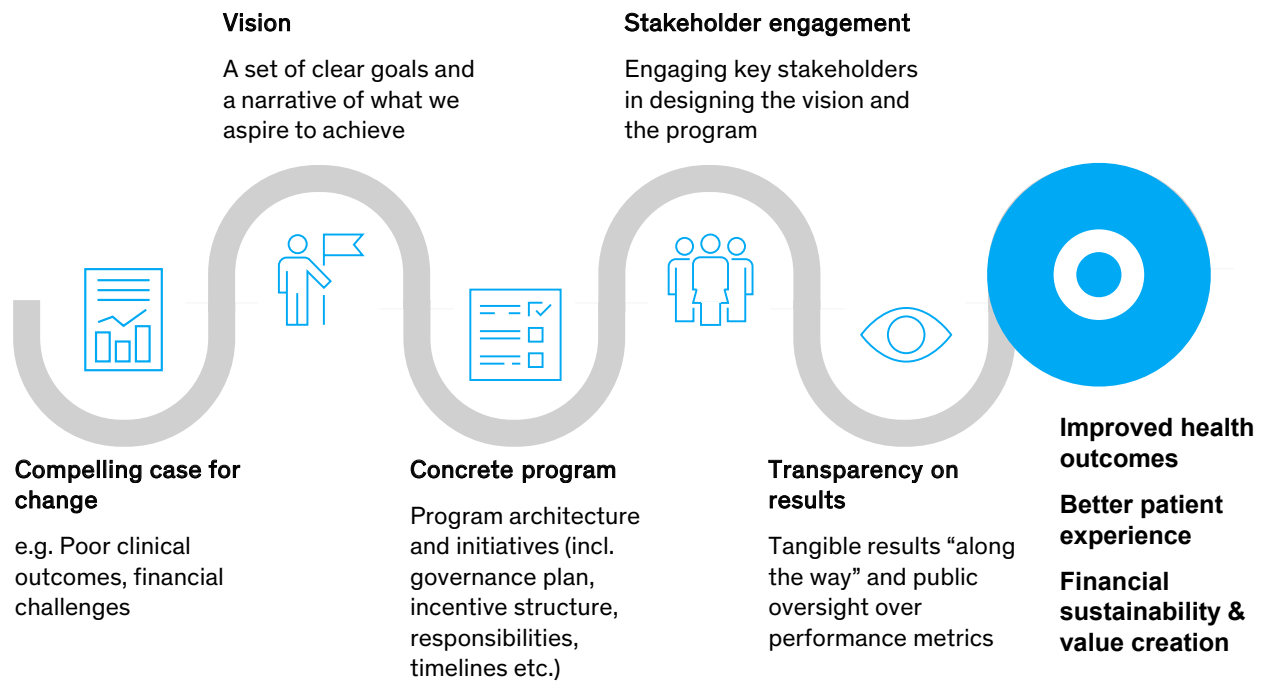 Vision
A set of clear goals and
a narrative of what we
aspire to achieve
Stakeholder engagement
Engaging key stakeholders
in designing the vision and
the program
Compelling case for
change
e.g. Poor clinical
outcomes, financial
challenges
Concrete program
Program architecture
and initiatives (incl.
governance plan,
incentive structure,
responsibilities,
timelines etc.)
Transparency on
results
Tangible results “along
the way” and public
oversight over
performance metrics
Improved health
outcomes
Better patient
experience
Financial
sustainability &
value creation